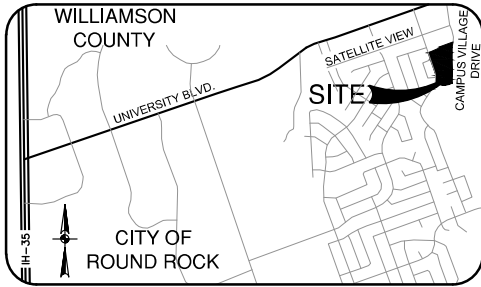 WILLIAMSON
COUNTY
SATELLITE VIEW
CAMPUS VILLAGE
DRIVE
UNIVERSITY BLVD.
SITE
IH-35
CITY OF
ROUND ROCK